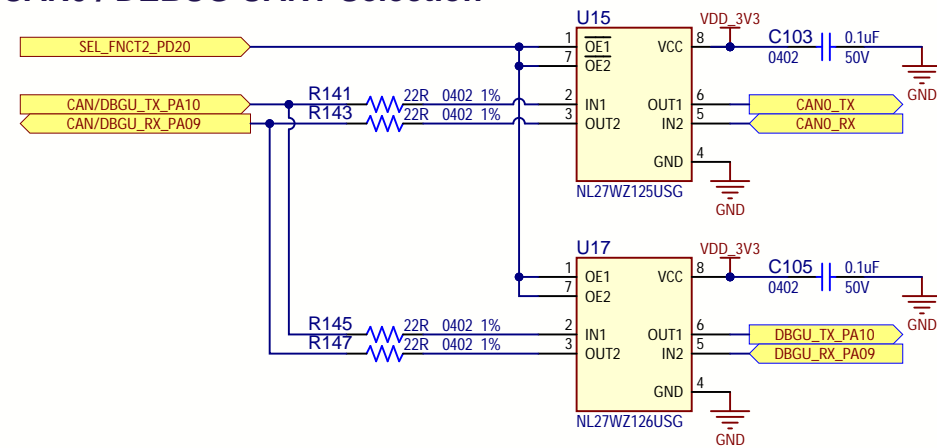 U15
SEL_FNCT2_PD20
1 OE1 VCC 8
7 OE2
VDD_3V3
C103 0.1uF
0402 50V
GND
CAN/DBGU_TX_PA10
R141 22R 0402 1%
2 IN1 OUT1 6
CAN0_TX
CAN/DBGU_RX_PA09
R143 22R 0402 1%
3 OUT2 IN2 5
CAN0_RX
GND 4
NL27WZ125USG
GND
U17
VDD_3V3
1 OE1 VCC 8
7 OE2
C105 0.1uF
0402 50V
GND
R145 22R 0402 1%
2 IN1 OUT1 6
DBGU_TX_PA10
R147 22R 0402 1%
3 OUT2 IN2 5
DBGU_RX_PA09
GND 4
NL27WZ126USG
GND